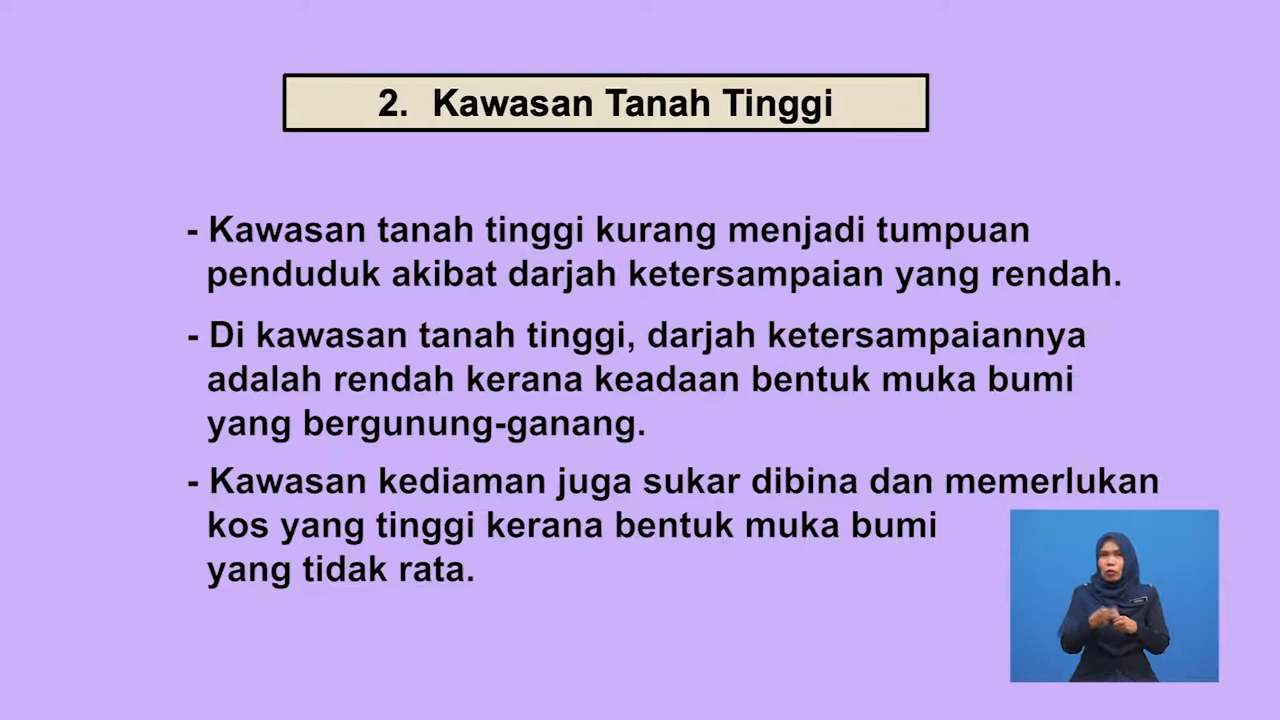 2. Kawasan Tanah Tinggi
- Kawasan tanah tinggi kurang menjadi tumpuan
penduduk akibat darjah ketersampaian yang rendah.
- Di kawasan tanah tinggi, darjah ketersampaiannya
adalah rendah kerana keadaan bentuk muka bumi
yang bergunung-ganang.
- Kawasan kediaman juga sukar dibina dan memerlukan
kos yang tinggi kerana bentuk muka bumi
yang tidak rata.